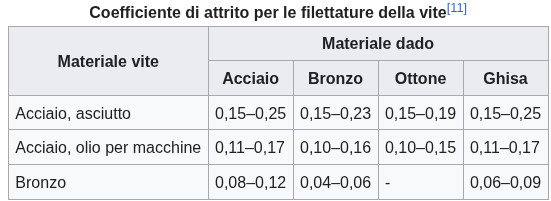 Coefficiente di attrito per le filettature della vite[11]
Materiale vite Materiale dado
Acciaio Bronzo Ottone Ghisa
Acciaio, asciutto 0,15–0,25 0,15–0,23 0,15–0,19 0,15–0,25
Acciaio, olio per macchine 0,11–0,17 0,10–0,16 0,10–0,15 0,11–0,17
Bronzo 0,08–0,12 0,04–0,06 - 0,06–0,09